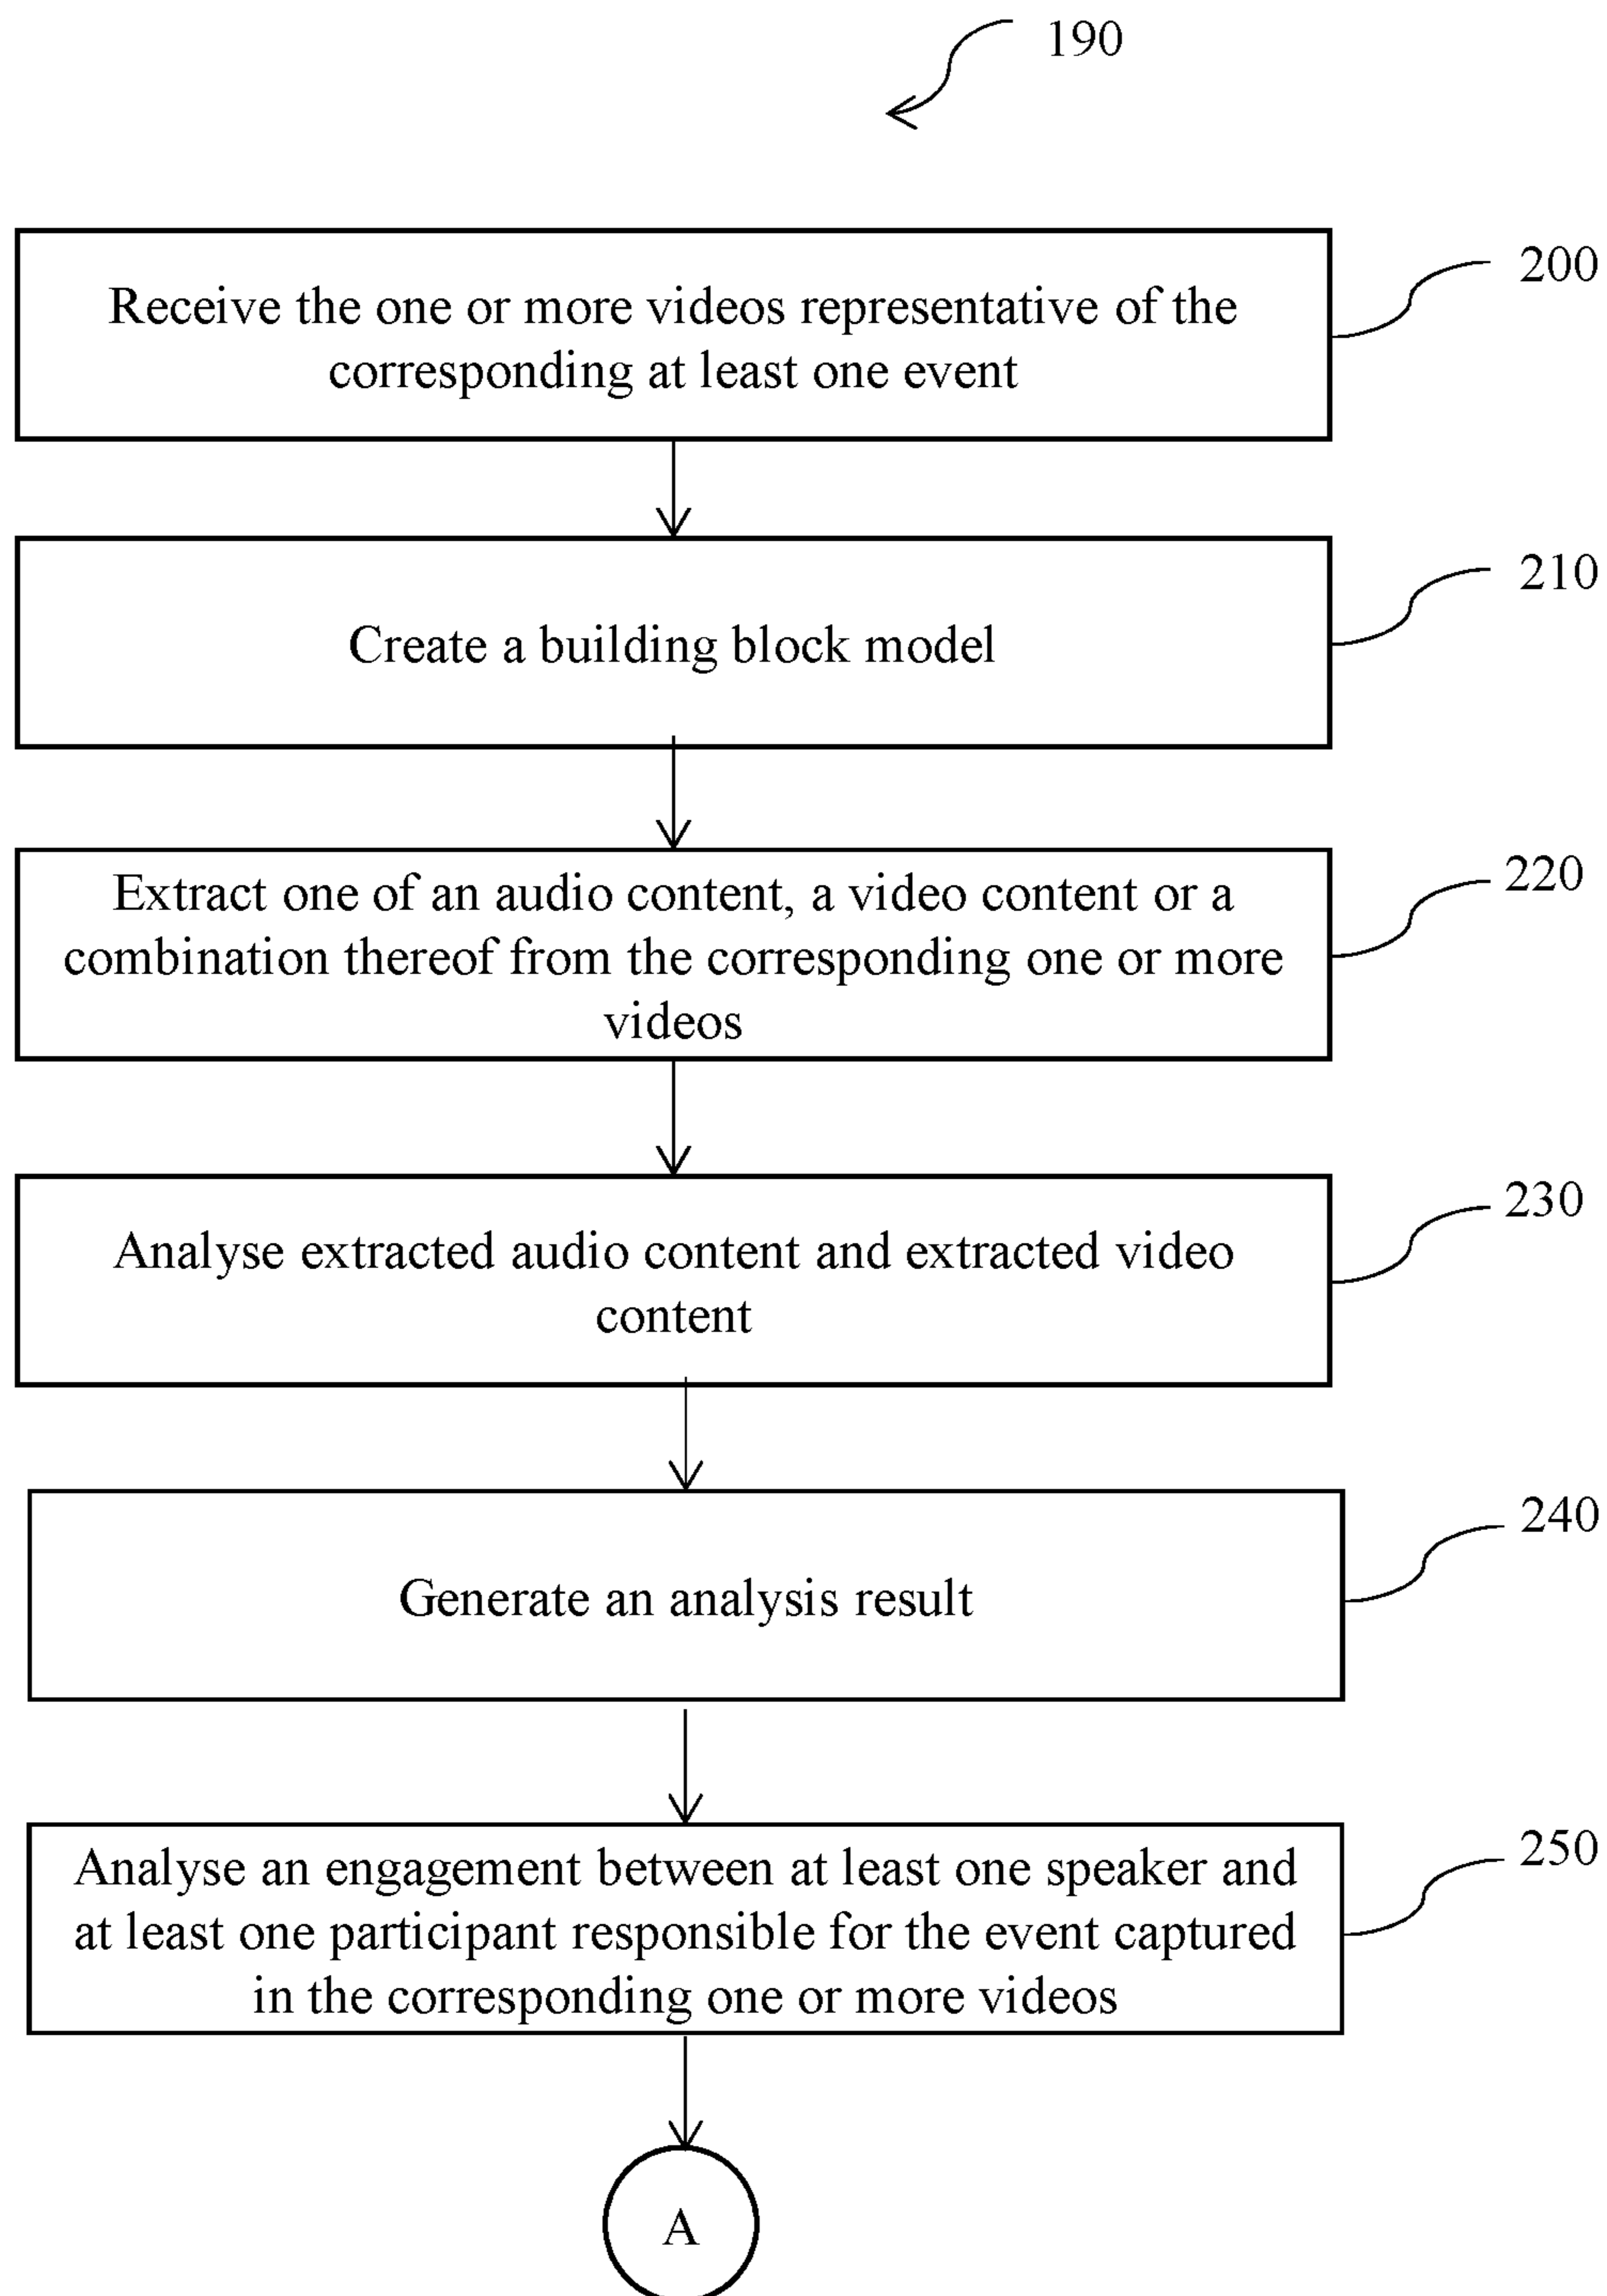 190
Receive the one or more videos representative of the
corresponding at least one event
200
Create a building block model
210
Extract one of an audio content, a video content or a
combination thereof from the corresponding one or more
videos
220
Analyse extracted audio content and extracted video
content
230
Generate an analysis result
240
Analyse an engagement between at least one speaker and
at least one participant responsible for the event captured
in the corresponding one or more videos
250
A